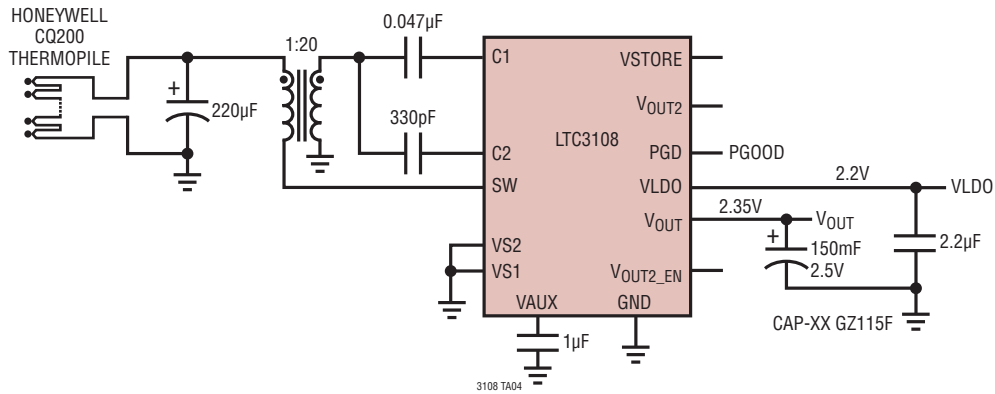 HONEYWELL
CQ200
THERMOPILE
1:20
0.047µF
+
220µF
330pF
C1
C2
SW
VS2
VS1
VAUX
GND
LTC3108
VSTORE
VOUT2
PGD
VLDO
VOUT
VOUT2_EN
PGOOD
2.2V
VLDO
2.35V
VOUT
+
150mF
2.5V
2.2µF
CAP-XX GZ115F
1µF
3108 TA04